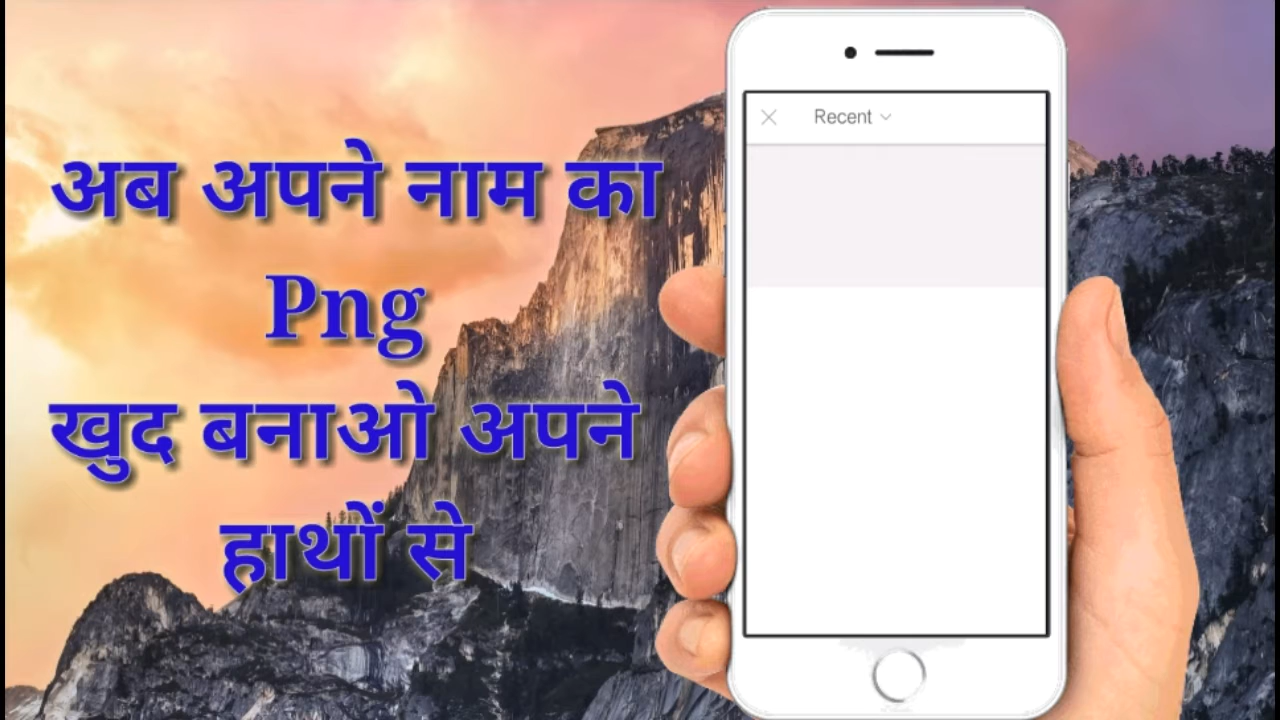 अब अपने नाम का
Png
खुद बनाओ अपने
हाथों से
Recent